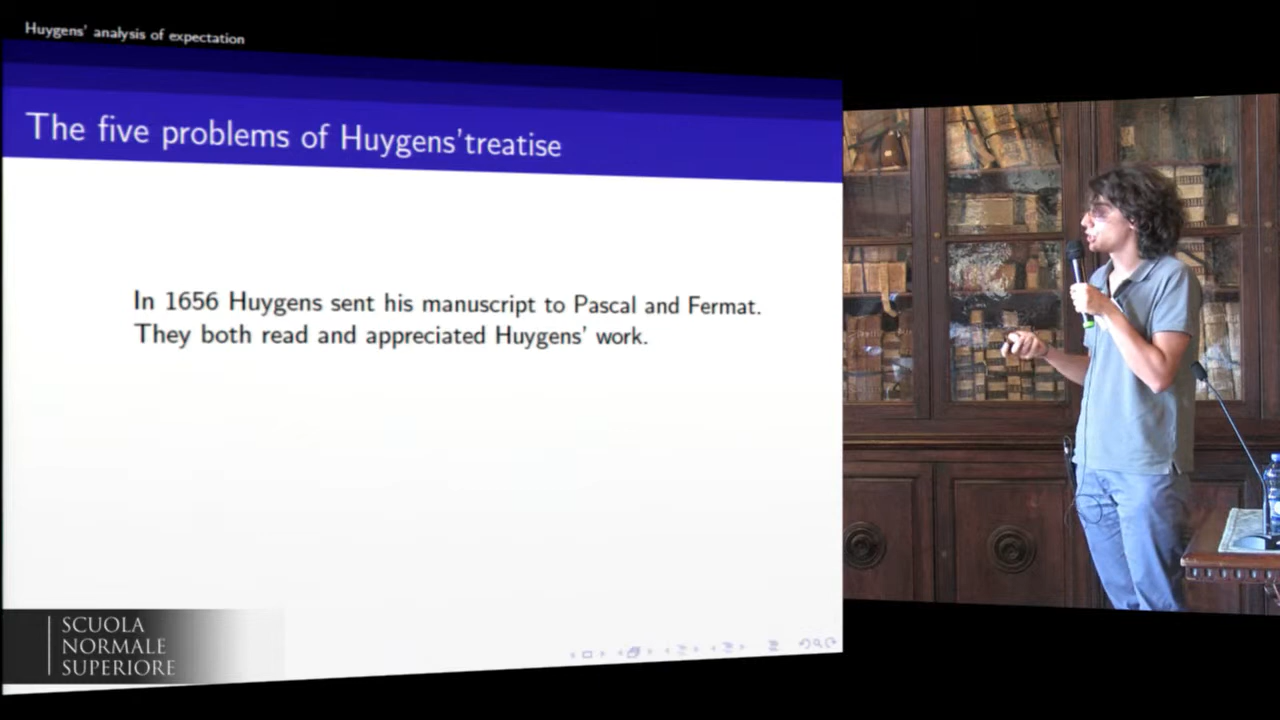 Huygens' analysis of expectation
The five problems of Huygens'treatise
In 1656 Huygens sent his manuscript to Pascal and Fermat.
They both read and appreciated Huygens' work.
SCUOLA
NORMALE
SUPERIORE